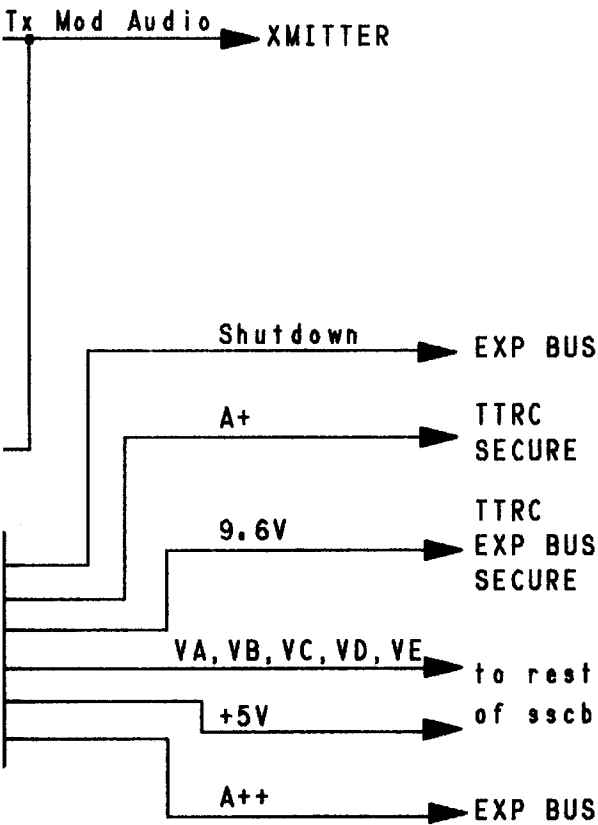 Tx Mod Audio
XMITTER
Shutdown
EXP BUS
A+
TTRC
SECURE
9.6V
TTRC
EXP BUS
SECURE
VA, VB, VC, VD, VE
to rest
of sscb
+5V
A++
EXP BUS